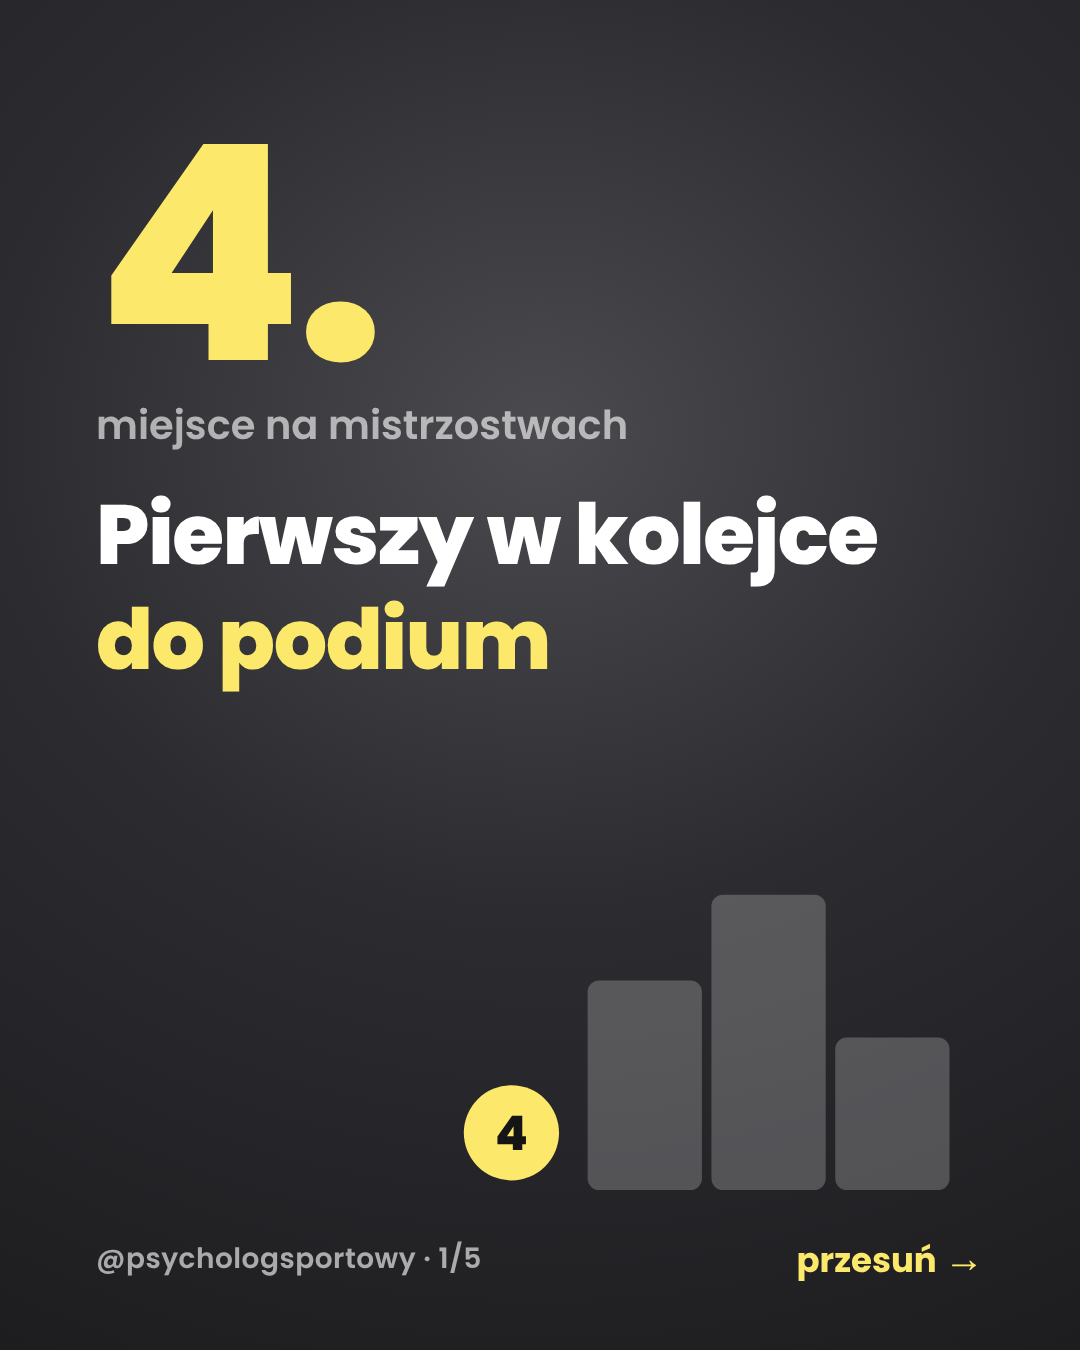 4.
miejsce na mistrzostwach
Pierwszy w kolejce
do podium
4
@psychologsportowy · 1/5
przesuń →